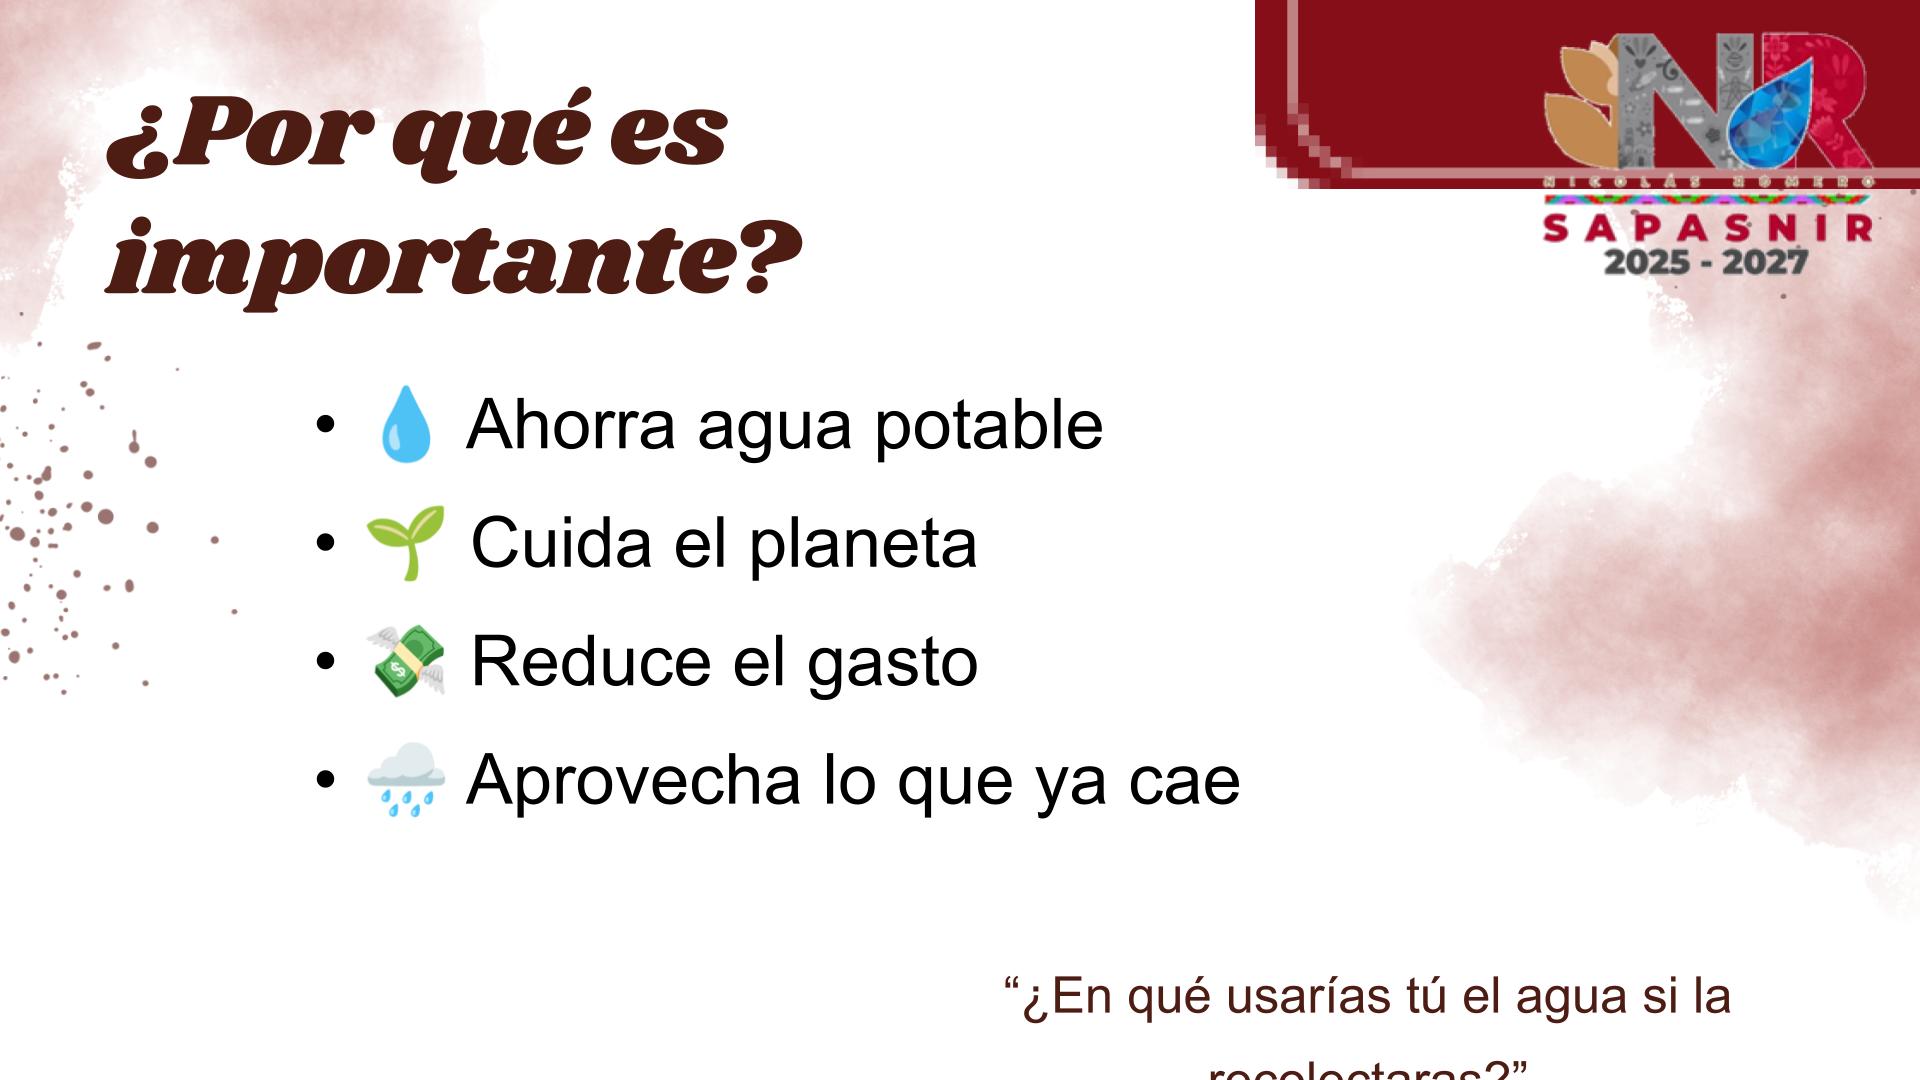 ¿Por qué es
importante?
NR
NICOLÁS ROMERO
SAPASNIR
2025 - 2027
• 💧 Ahorra agua potable
• 🌱 Cuida el planeta
• 💸 Reduce el gasto
• 🌧️ Aprovecha lo que ya cae
“¿En qué usarías tú el agua si la
recolectaras?”